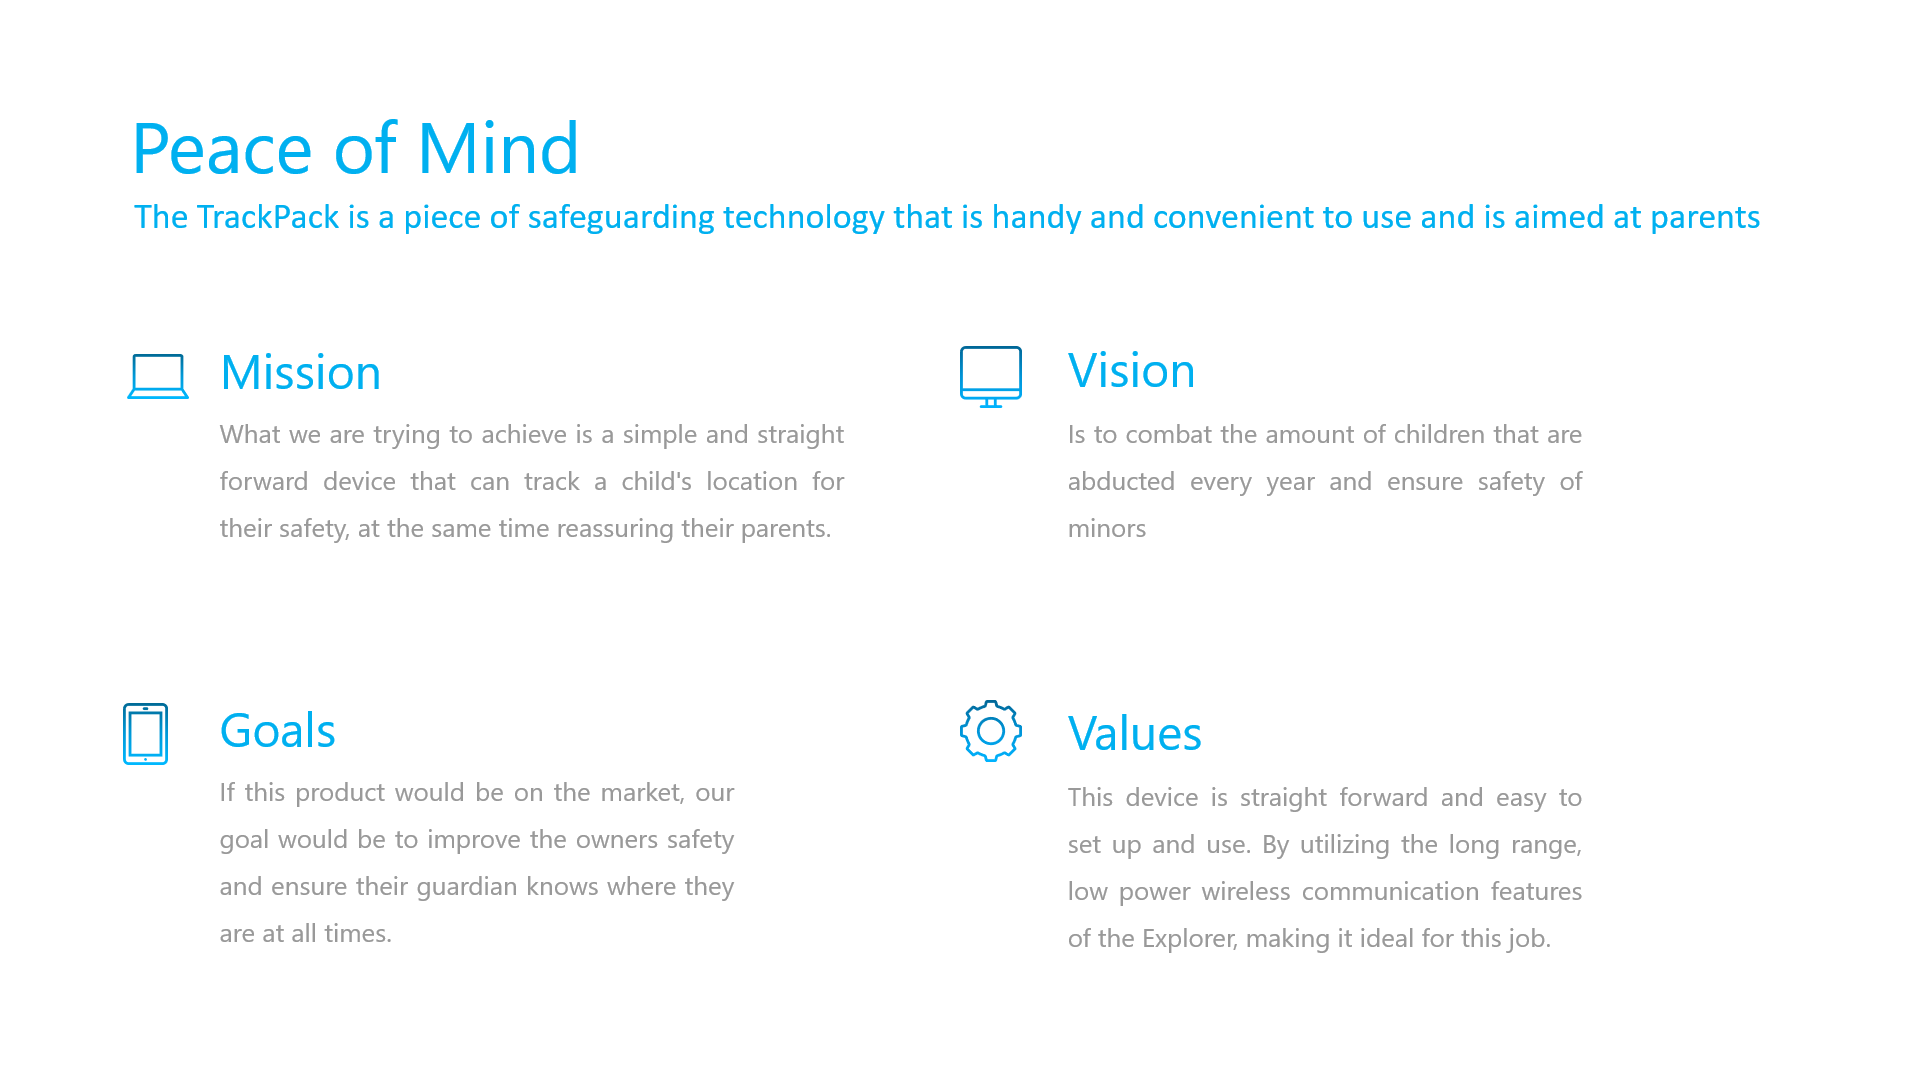 Peace of Mind
The TrackPack is a piece of safeguarding technology that is handy and convenient to use and is aimed at parents
Mission
What we are trying to achieve is a simple and straight
forward device that can track a child's location for
their safety, at the same time reassuring their parents.
Vision
Is to combat the amount of children that are
abducted every year and ensure safety of
minors
Goals
If this product would be on the market, our
goal would be to improve the owners safety
and ensure their guardian knows where they
are at all times.
Values
This device is straight forward and easy to
set up and use. By utilizing the long range,
low power wireless communication features
of the Explorer, making it ideal for this job.